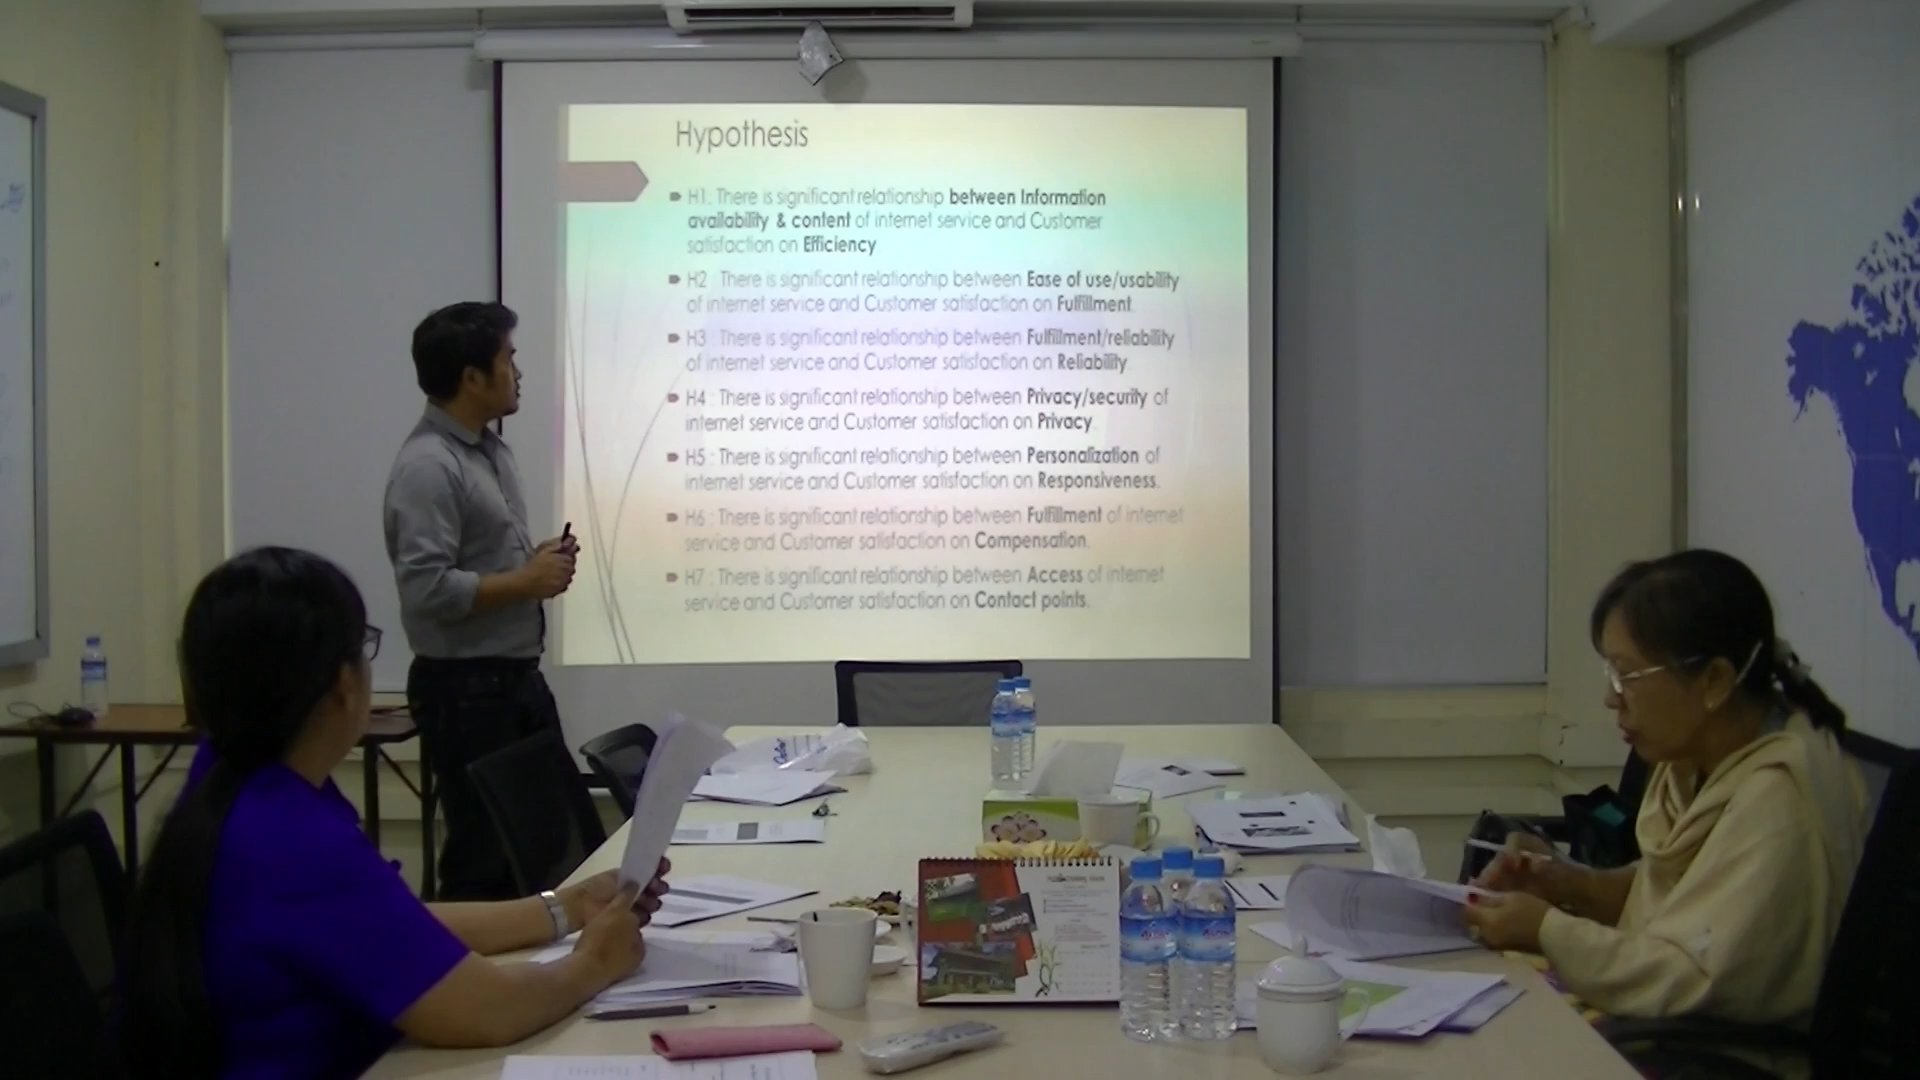 Hypothesis
H1: There is significant relationship between Information
availability & content of internet service and Customer
satisfaction on Efficiency
H2 : There is significant relationship between Ease of use/usability
of internet service and Customer satisfaction on Fulfillment.
H3 : There is significant relationship between Fulfillment/reliability
of internet service and Customer satisfaction on Reliability.
H4 : There is significant relationship between Privacy/security of
internet service and Customer satisfaction on Privacy.
H5 : There is significant relationship between Personalization of
internet service and Customer satisfaction on Responsiveness.
H6 : There is significant relationship between Fulfillment of internet
service and Customer satisfaction on Compensation.
H7 : There is significant relationship between Access of internet
service and Customer satisfaction on Contact points.